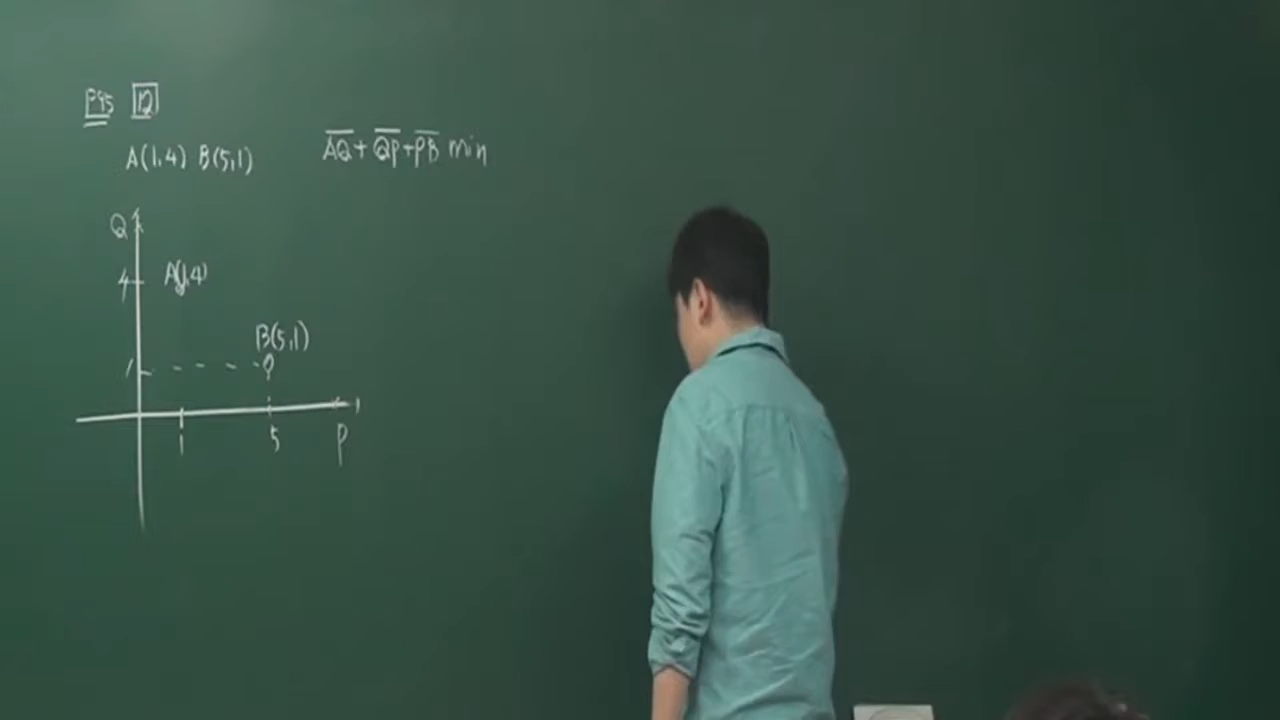 P45 12
A(1,4) B(5,1)
AQ+QP+PB min
Q
4 A(1,4)
B(5,1)
1
1 5 P